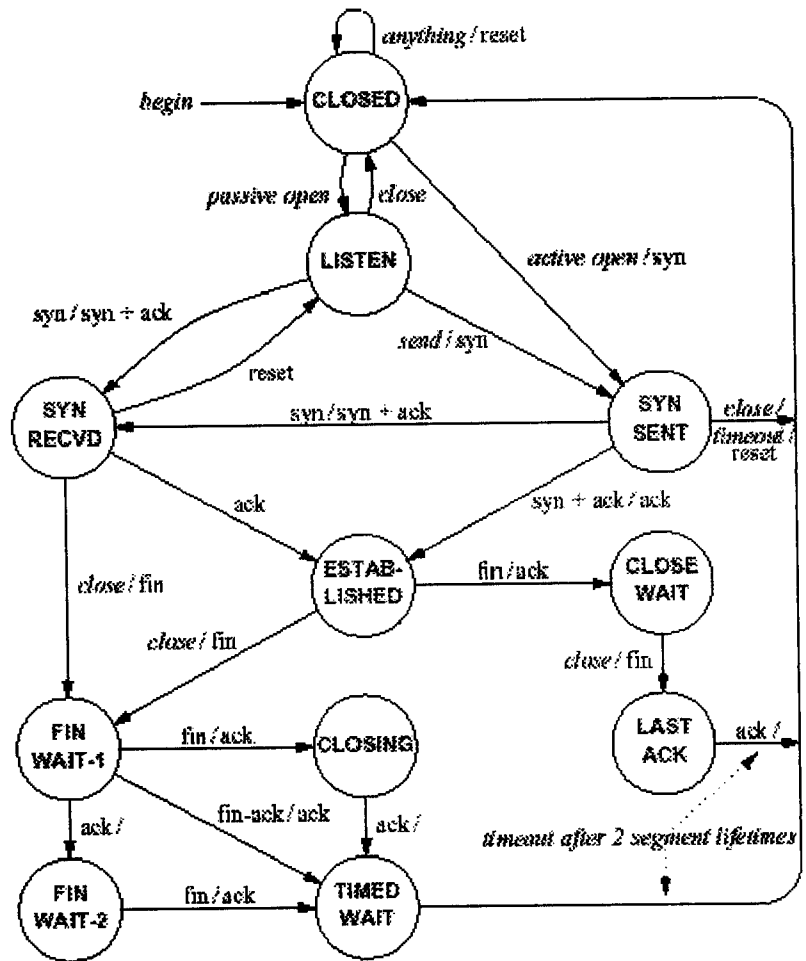 anything / reset
begin
CLOSED
passive open
close
LISTEN
active open / syn
syn / syn + ack
send / syn
reset
SYN
RECVD
syn / syn + ack
SYN
SENT
close /
timeout /
reset
ack
syn + ack / ack
ESTAB-
LISHED
fin / ack
CLOSE
WAIT
close / fin
close / fin
close / fin
FIN
WAIT-1
fin / ack
CLOSING
LAST
ACK
ack /
fin-ack / ack
ack /
ack /
timeout after 2 segment lifetimes
FIN
WAIT-2
fin / ack
TIMED
WAIT